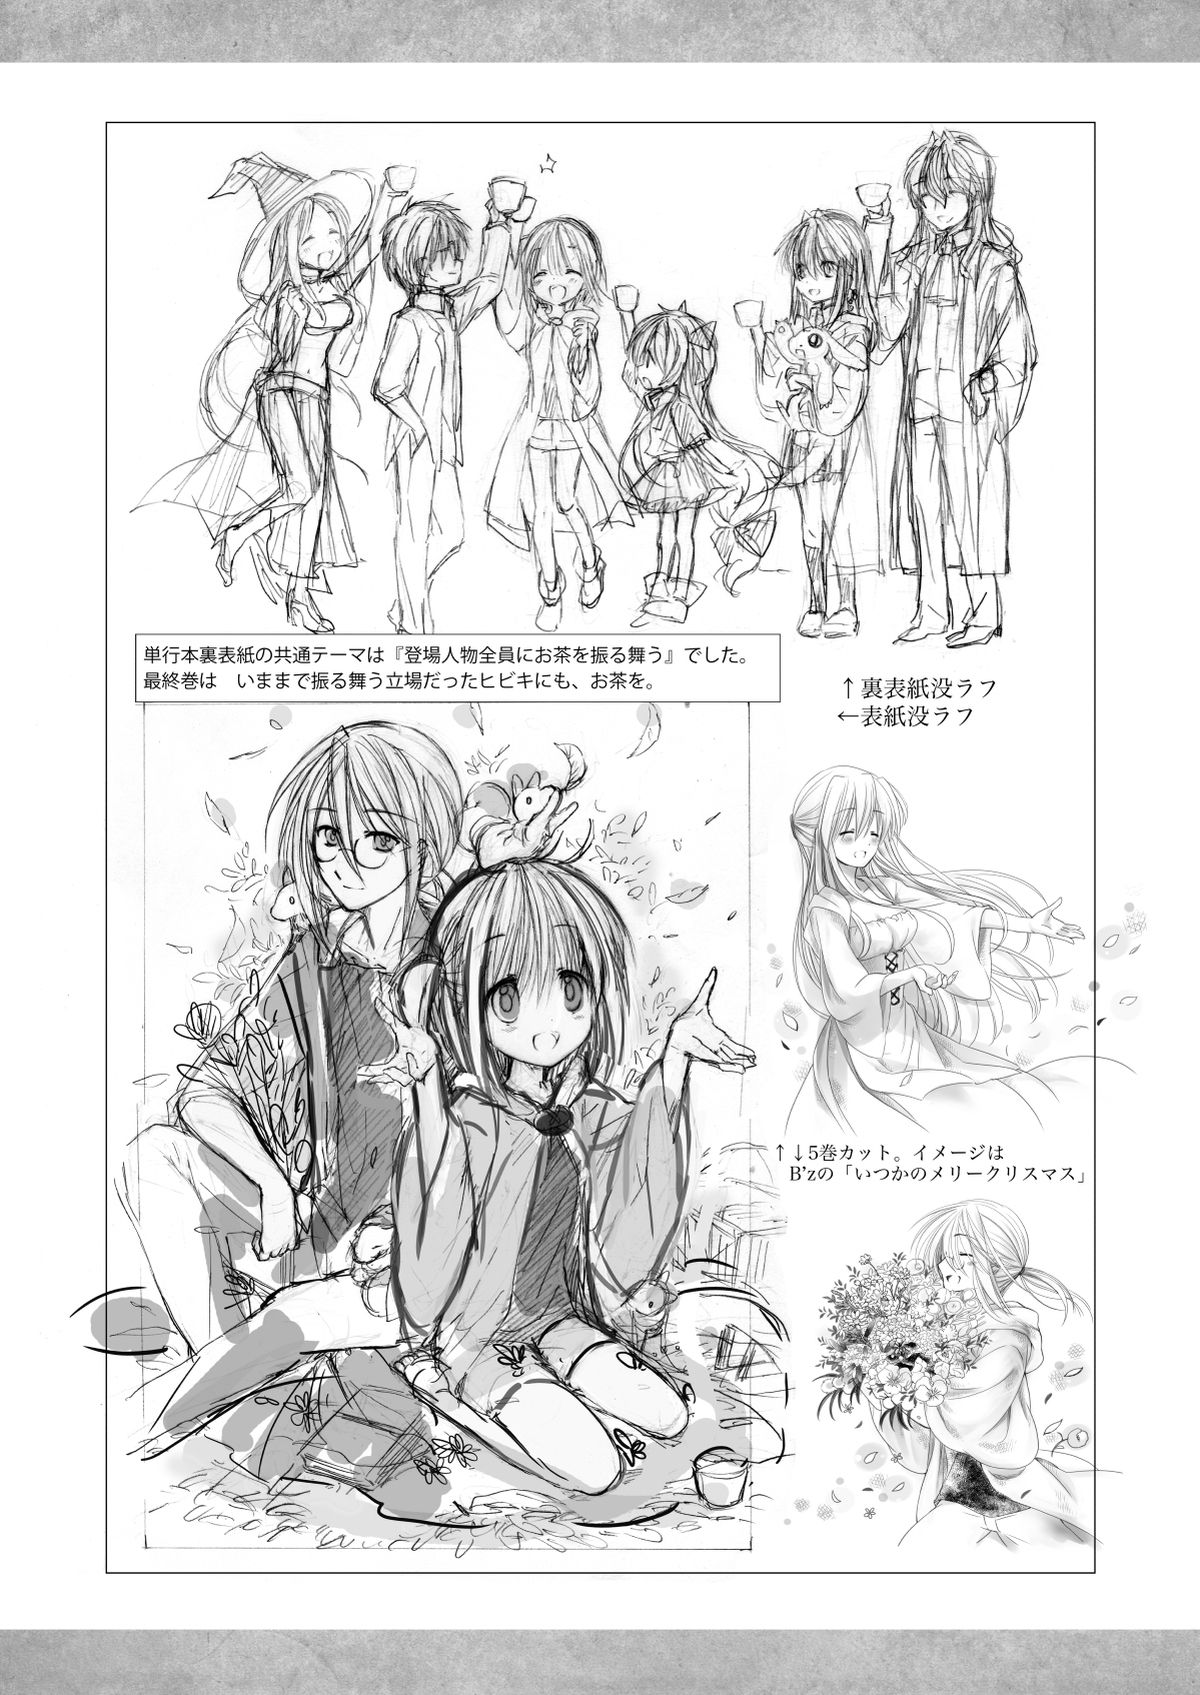 単行本裏表紙の共通テーマは『登場人物全員にお茶を振る舞う』でした。
最終巻は　いままで振る舞う立場だったヒビキにも、お茶を。
↑裏表紙没ラフ
←表紙没ラフ
↑↓5巻カット。イメージは
B'zの「いつかのメリークリスマス」